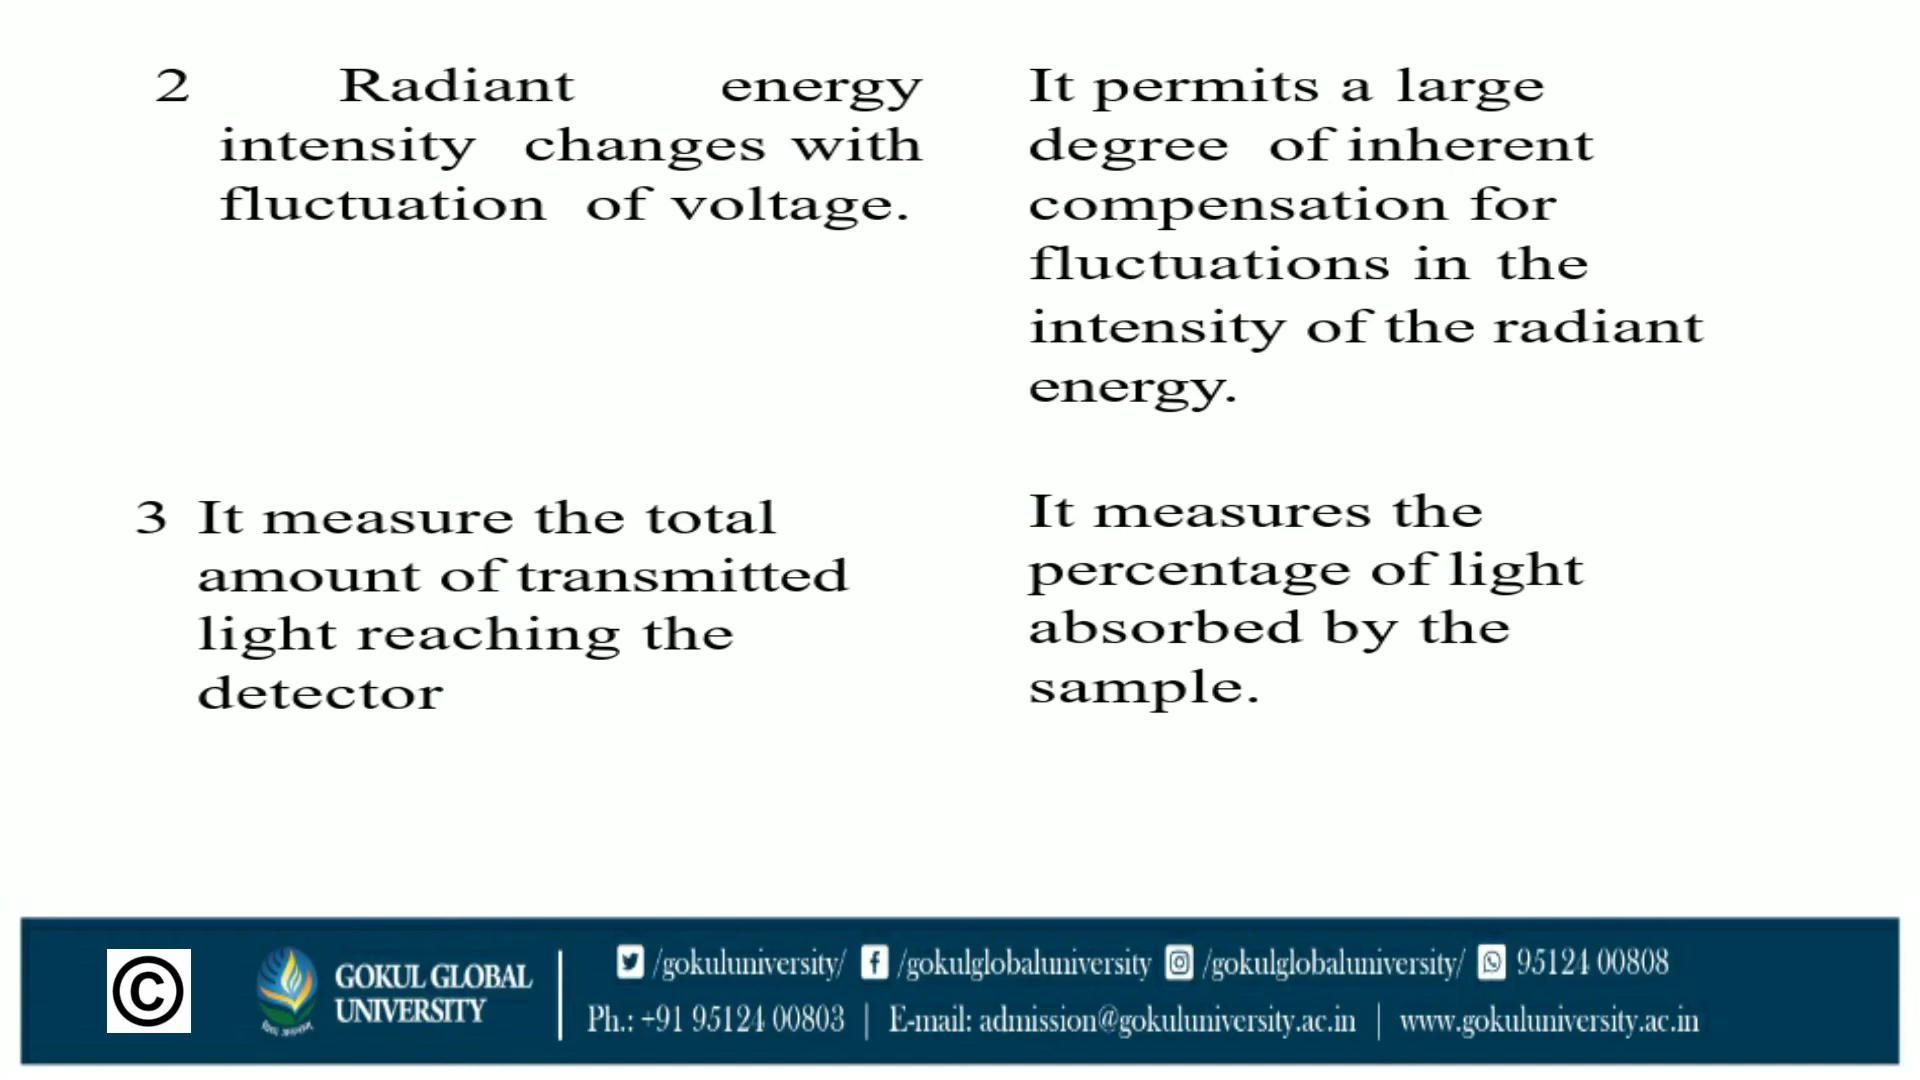 2 Radiant energy
intensity changes with
fluctuation of voltage.
It permits a large
degree of inherent
compensation for
fluctuations in the
intensity of the radiant
energy.
3 It measure the total
amount of transmitted
light reaching the
detector
It measures the
percentage of light
absorbed by the
sample.
©
GOKUL GLOBAL
UNIVERSITY
/gokuluniversity/ /gokulglobaluniversity /gokulglobaluniversity/ 95124 00808
Ph.: +91 95124 00803 | E-mail: admission@gokuluniversity.ac.in | www.gokuluniversity.ac.in